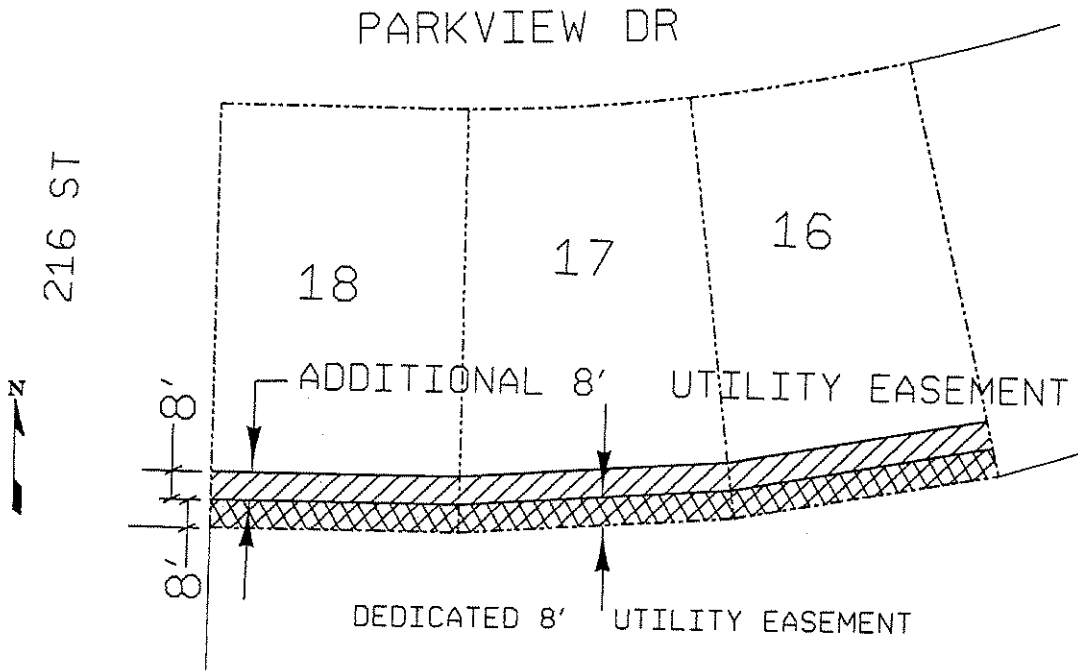 PARKVIEW DR
216 ST
18
17
16
N
8'
ADDITIONAL 8' UTILITY EASEMENT
8'
DEDICATED 8' UTILITY EASEMENT